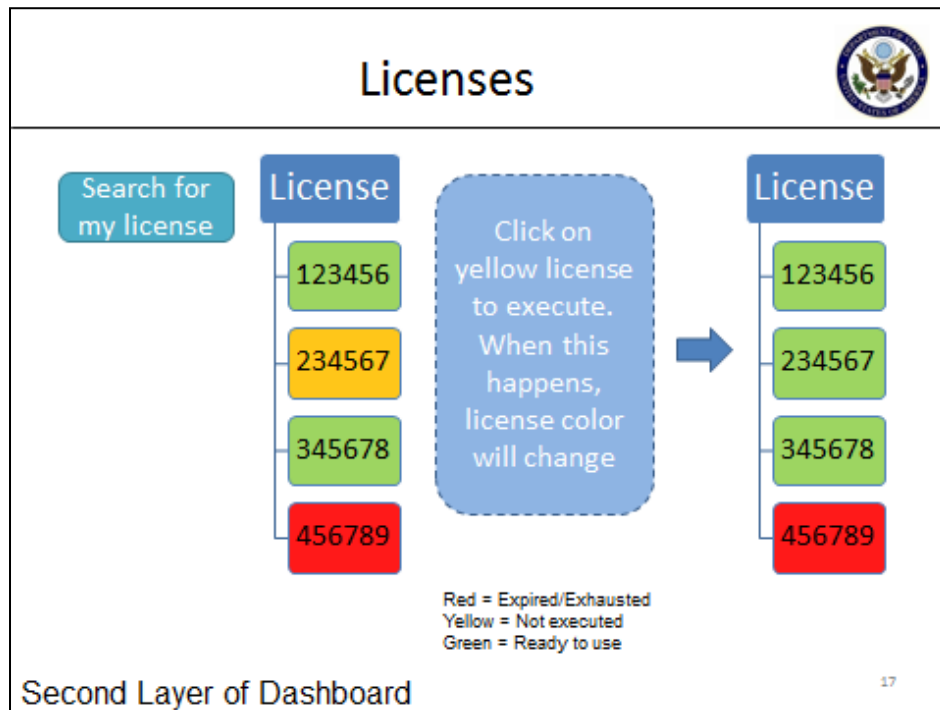 Licenses
Search for
my license
License
123456
234567
345678
456789
Click on
yellow license
to execute.
When this
happens,
license color
will change
License
123456
234567
345678
456789
Red = Expired/Exhausted
Yellow = Not executed
Green = Ready to use
Second Layer of Dashboard
17